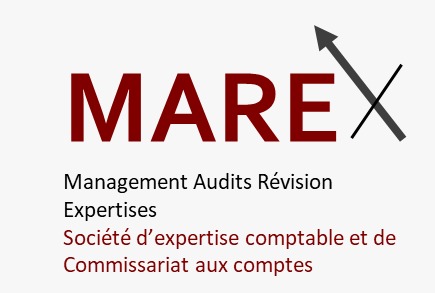 MAREX
Management Audits Révision
Expertises
Société d’expertise comptable et de
Commissariat aux comptes